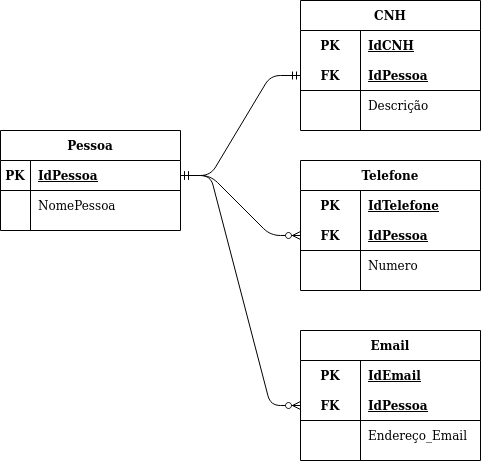 CNH
PK IdCNH
FK IdPessoa
Descrição
Pessoa
PK IdPessoa
NomePessoa
Telefone
PK IdTelefone
FK IdPessoa
Numero
Email
PK IdEmail
FK IdPessoa
Endereço_Email